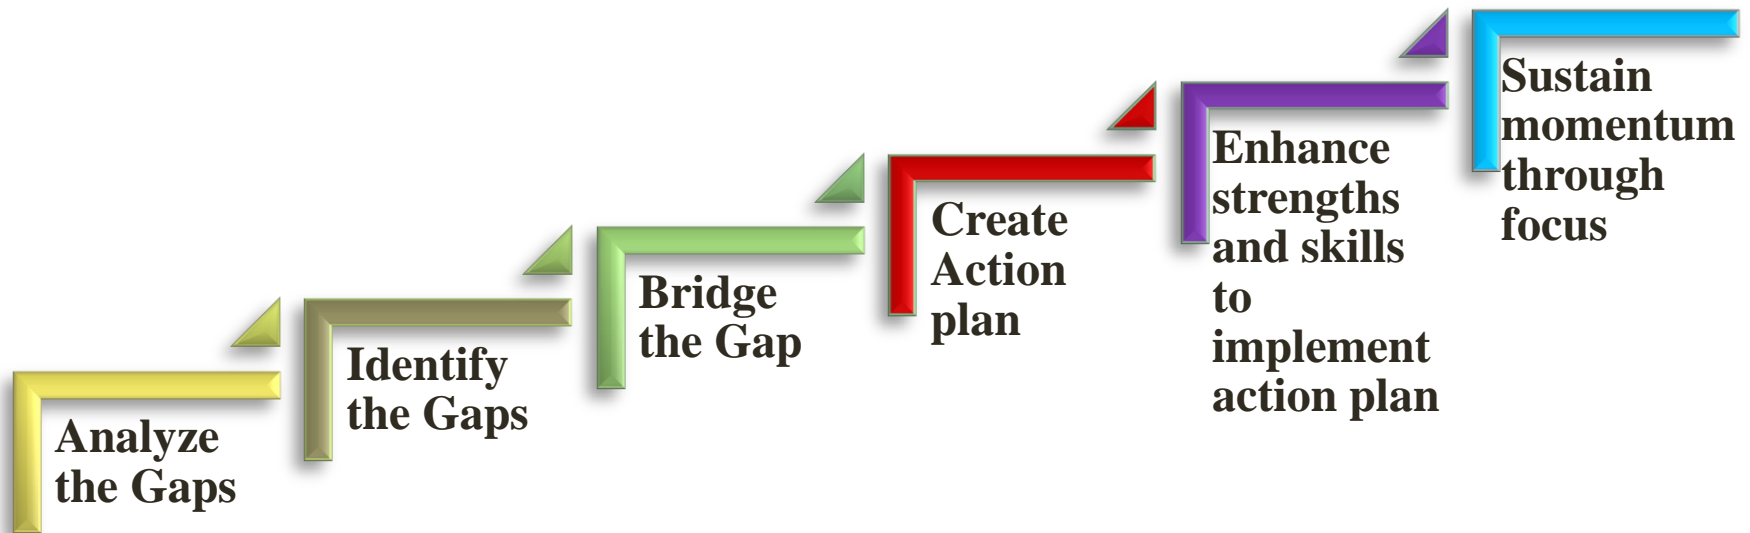 Analyze
the Gaps
Identify
the Gaps
Bridge
the Gap
Create
Action
plan
Enhance
strengths
and skills
to
implement
action plan
Sustain
momentum
through
focus